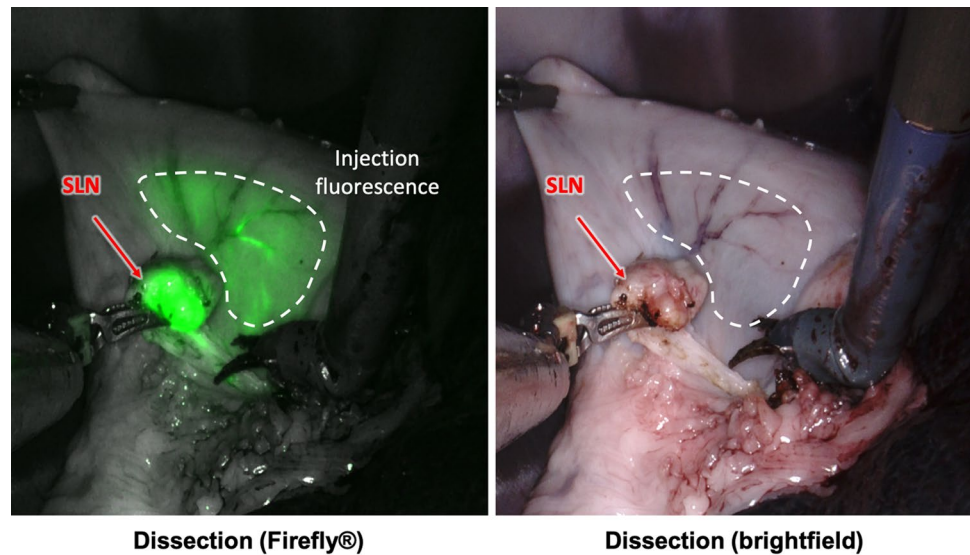 Injection
fluorescence
SLN
SLN
Dissection (Firefly®)
Dissection (brightfield)